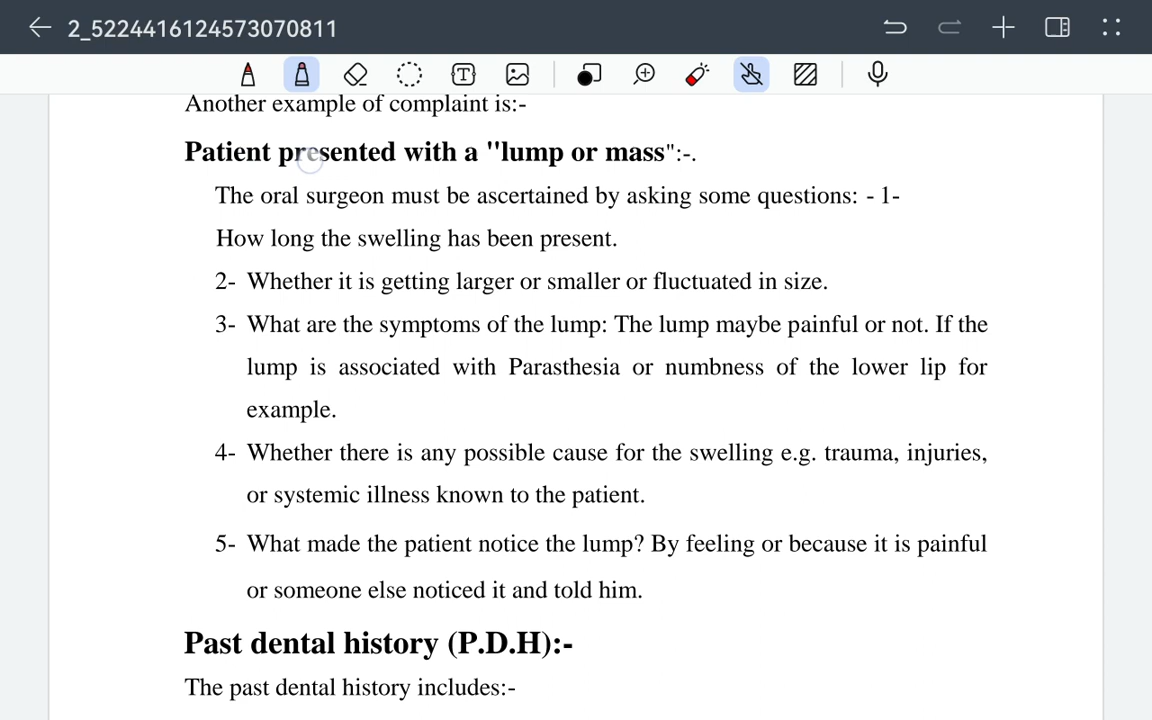 2_5224416124573070811
Another example of complaint is:-
Patient presented with a "lump or mass":-.
The oral surgeon must be ascertained by asking some questions: - 1-
How long the swelling has been present.
2- Whether it is getting larger or smaller or fluctuated in size.
3- What are the symptoms of the lump: The lump maybe painful or not. If the
lump is associated with Parasthesia or numbness of the lower lip for
example.
4- Whether there is any possible cause for the swelling e.g. trauma, injuries,
or systemic illness known to the patient.
5- What made the patient notice the lump? By feeling or because it is painful
or someone else noticed it and told him.
Past dental history (P.D.H):-
The past dental history includes:-